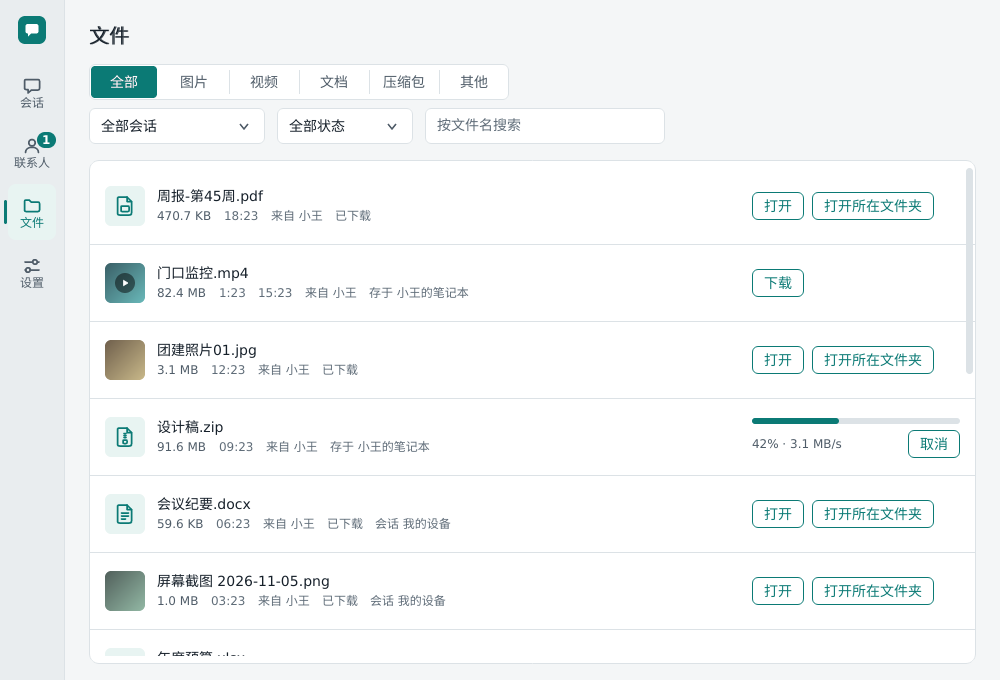 文件
会话
1
联系人
文件
设置
全部 图片 视频 文档 压缩包 其他
全部会话 全部状态 按文件名搜索
周报-第45周.pdf
470.7 KB 18:23 来自 小王 已下载
打开 打开所在文件夹
门口监控.mp4
82.4 MB 1:23 15:23 来自 小王 存于 小王的笔记本
下载
团建照片01.jpg
3.1 MB 12:23 来自 小王 已下载
打开 打开所在文件夹
设计稿.zip
91.6 MB 09:23 来自 小王 存于 小王的笔记本
42% · 3.1 MB/s 取消
会议纪要.docx
59.6 KB 06:23 来自 小王 已下载 会话 我的设备
打开 打开所在文件夹
屏幕截图 2026-11-05.png
1.0 MB 03:23 来自 小王 已下载 会话 我的设备
打开 打开所在文件夹
年度预算.xlsx